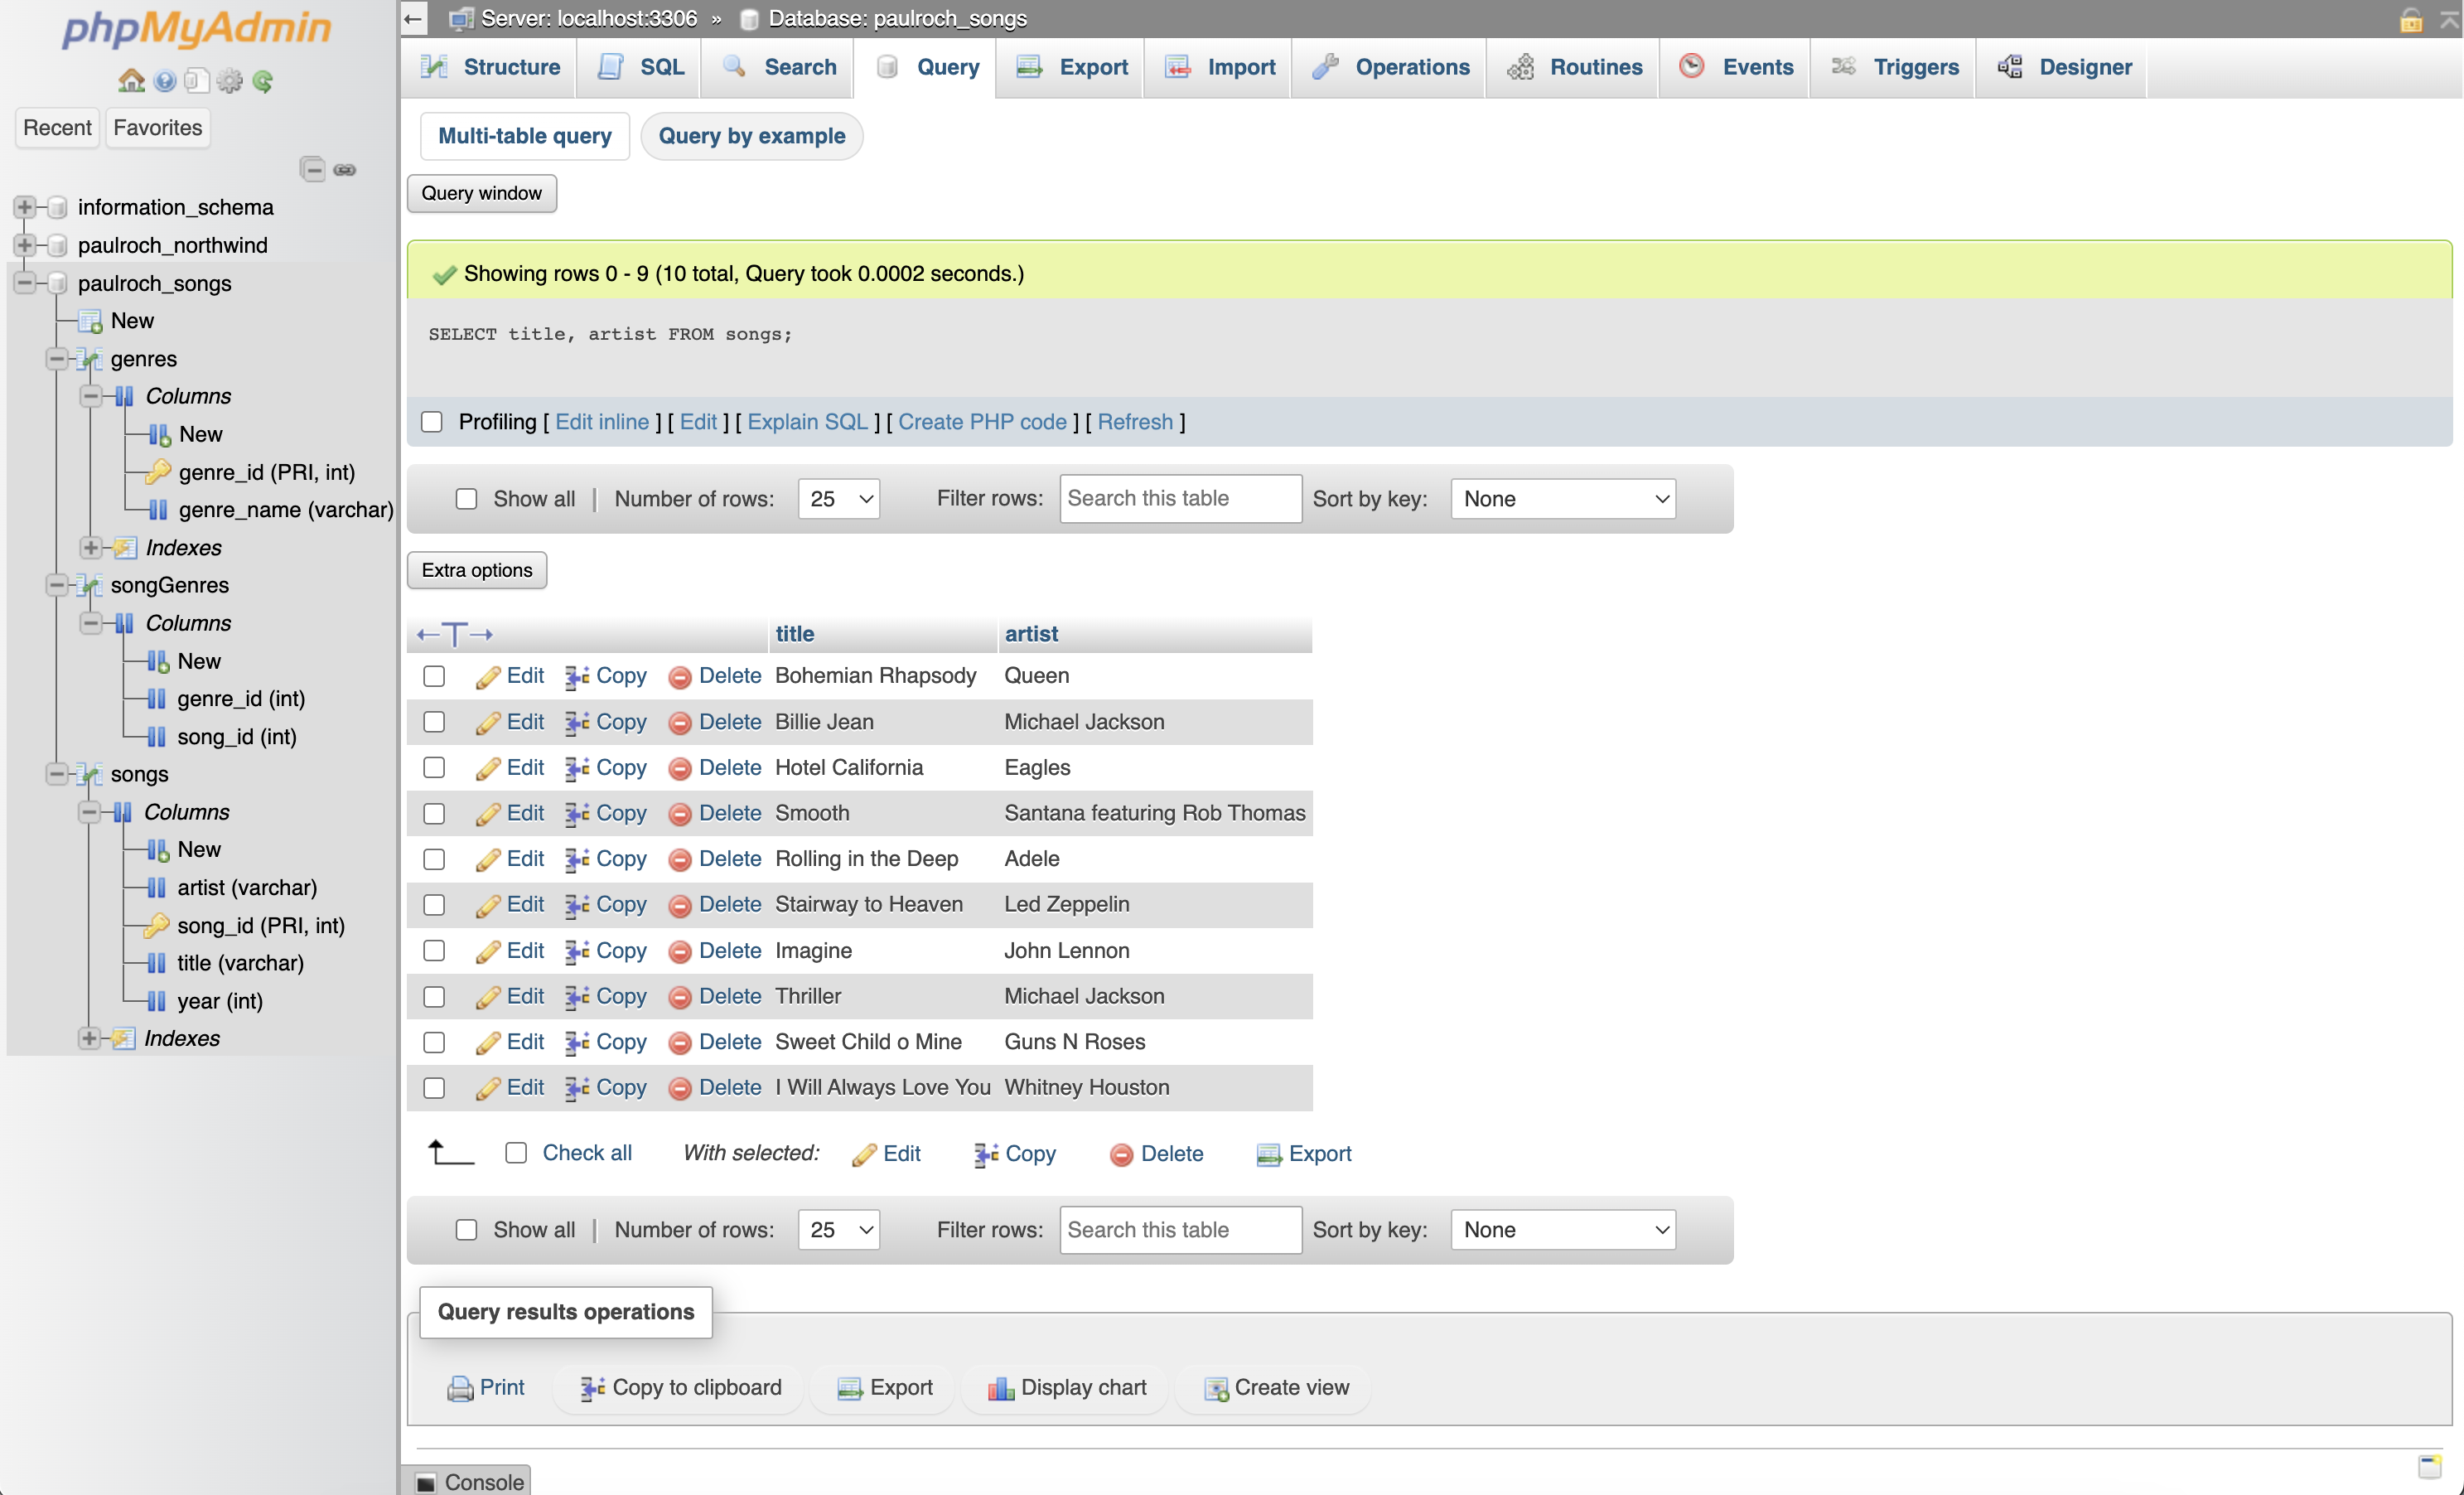 phpMyAdmin
Recent Favorites
information_schema
paulroch_northwind
paulroch_songs
New
genres
Columns
New
genre_id (PRI, int)
genre_name (varchar)
Indexes
songGenres
Columns
New
genre_id (int)
song_id (int)
songs
Columns
New
artist (varchar)
song_id (PRI, int)
title (varchar)
year (int)
Indexes
Server: localhost:3306 » Database: paulroch_songs
Structure SQL Search Query Export Import Operations Routines Events Triggers Designer
Multi-table query Query by example
Query window
Showing rows 0 - 9 (10 total, Query took 0.0002 seconds.)
SELECT title, artist FROM songs;
Profiling [ Edit inline ] [ Edit ] [ Explain SQL ] [ Create PHP code ] [ Refresh ]
Show all | Number of rows: 25 Filter rows: Search this table Sort by key: None
Extra options
←T→ title artist
Edit Copy Delete Bohemian Rhapsody Queen
Edit Copy Delete Billie Jean Michael Jackson
Edit Copy Delete Hotel California Eagles
Edit Copy Delete Smooth Santana featuring Rob Thomas
Edit Copy Delete Rolling in the Deep Adele
Edit Copy Delete Stairway to Heaven Led Zeppelin
Edit Copy Delete Imagine John Lennon
Edit Copy Delete Thriller Michael Jackson
Edit Copy Delete Sweet Child o Mine Guns N Roses
Edit Copy Delete I Will Always Love You Whitney Houston
Check all With selected: Edit Copy Delete Export
Show all | Number of rows: 25 Filter rows: Search this table Sort by key: None
Query results operations
Print Copy to clipboard Export Display chart Create view
Console